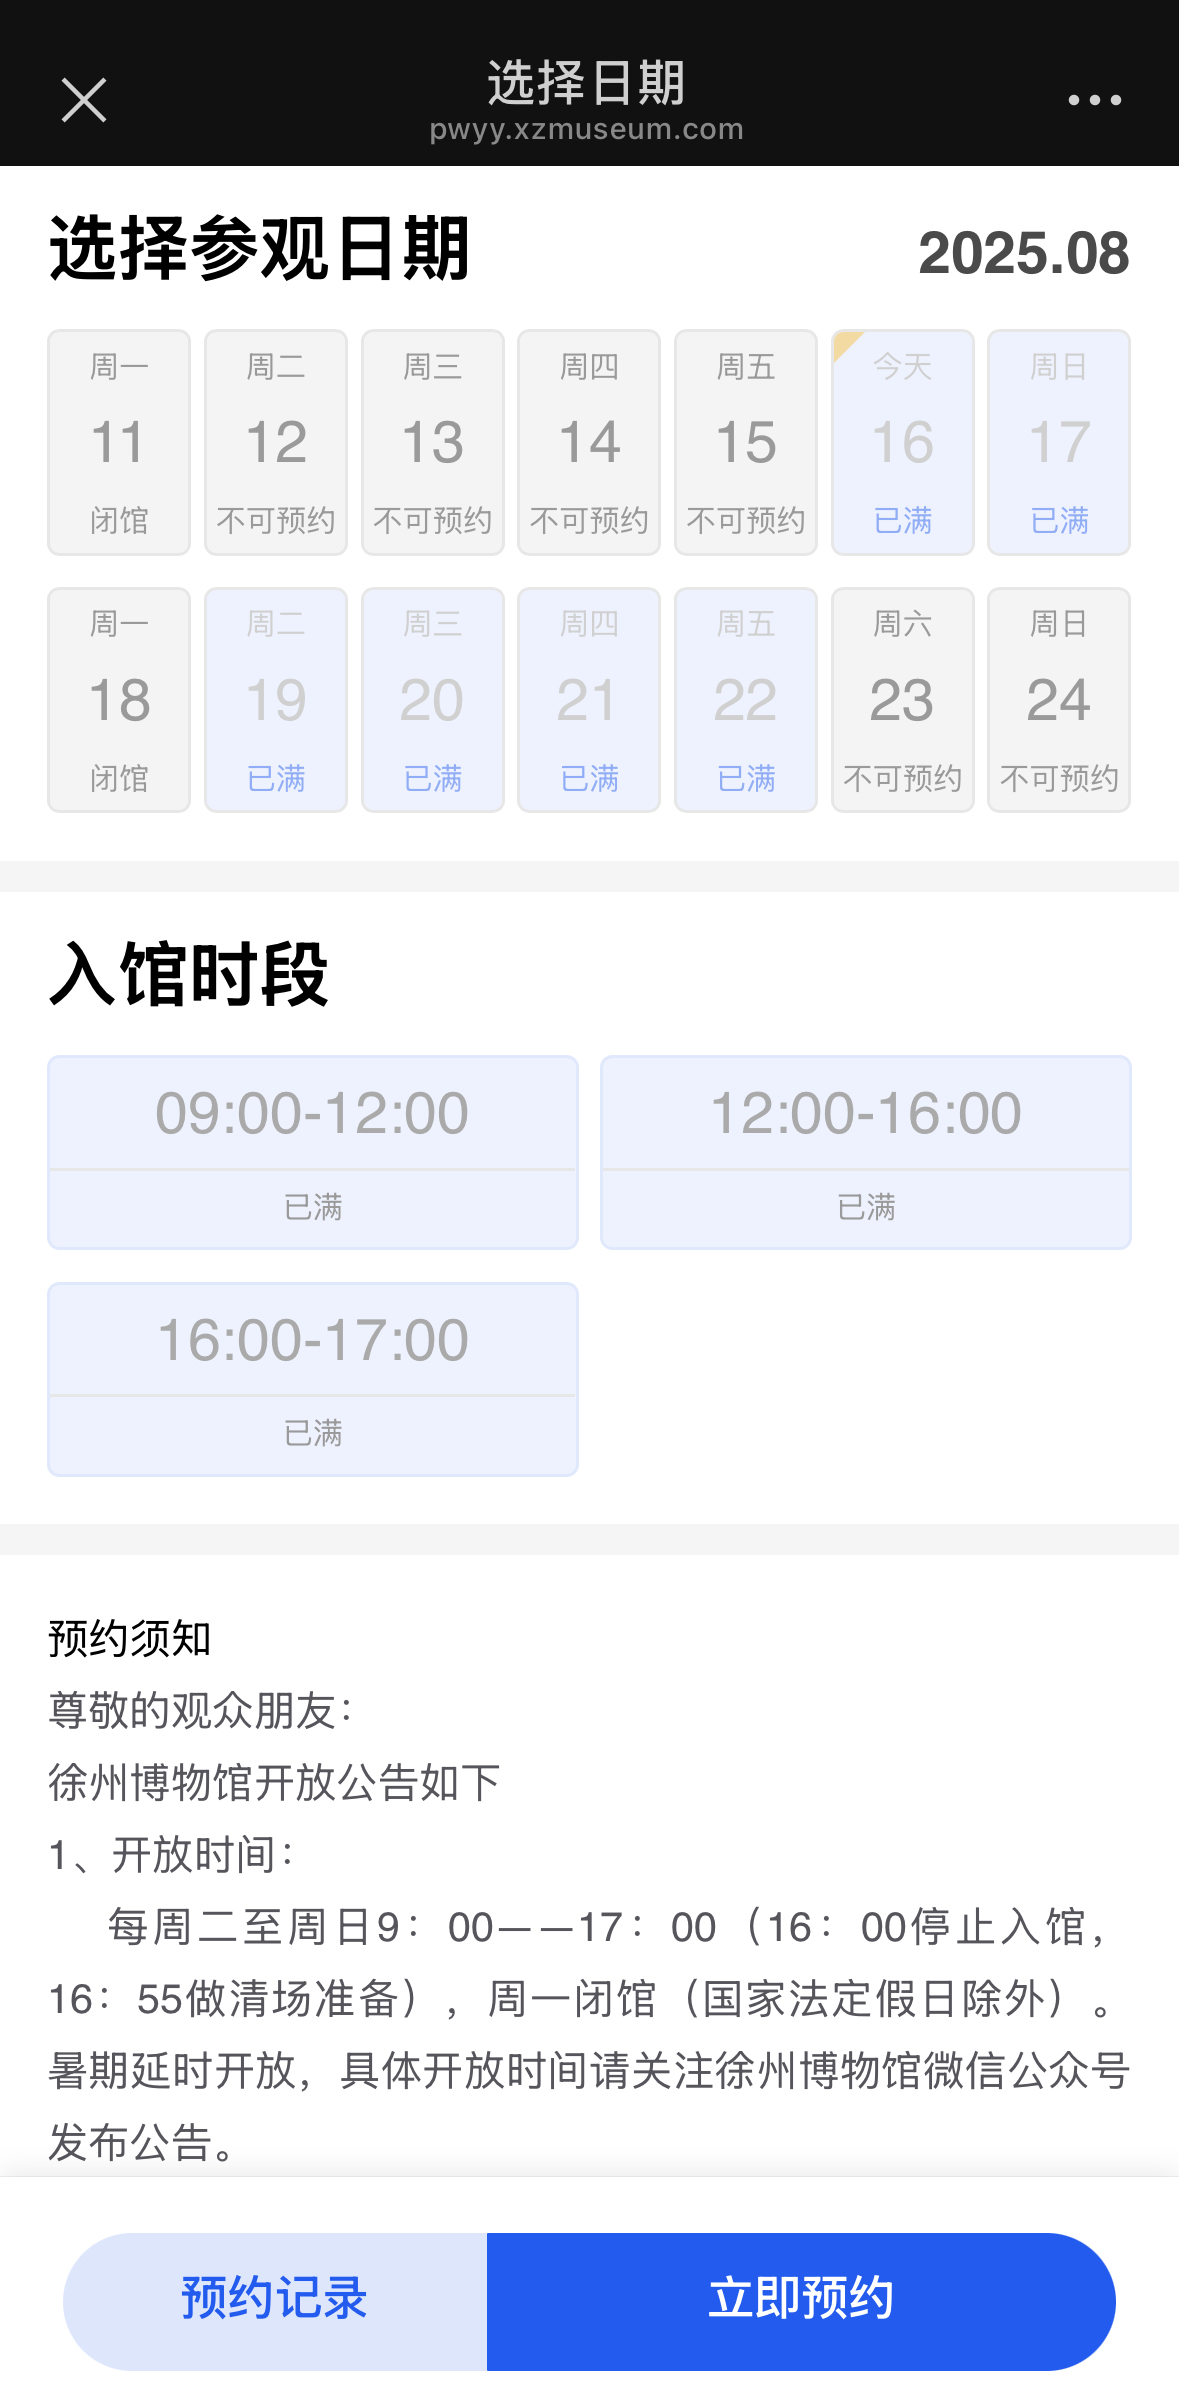 选择日期
pwyy.xzmuseum.com
选择参观日期 2025.08
周一 周二 周三 周四 周五 今天 周日
11 12 13 14 15 16 17
闭馆 不可预约 不可预约 不可预约 不可预约 已满 已满
周一 周二 周三 周四 周五 周六 周日
18 19 20 21 22 23 24
闭馆 已满 已满 已满 已满 不可预约 不可预约
入馆时段
09:00-12:00 12:00-16:00
已满 已满
16:00-17:00
已满
预约须知
尊敬的观众朋友：
徐州博物馆开放公告如下
1、开放时间：
每周二至周日9：00——17：00（16：00停止入馆，
16：55做清场准备），周一闭馆（国家法定假日除外）。
暑期延时开放，具体开放时间请关注徐州博物馆微信公众号
发布公告。
预约记录 立即预约